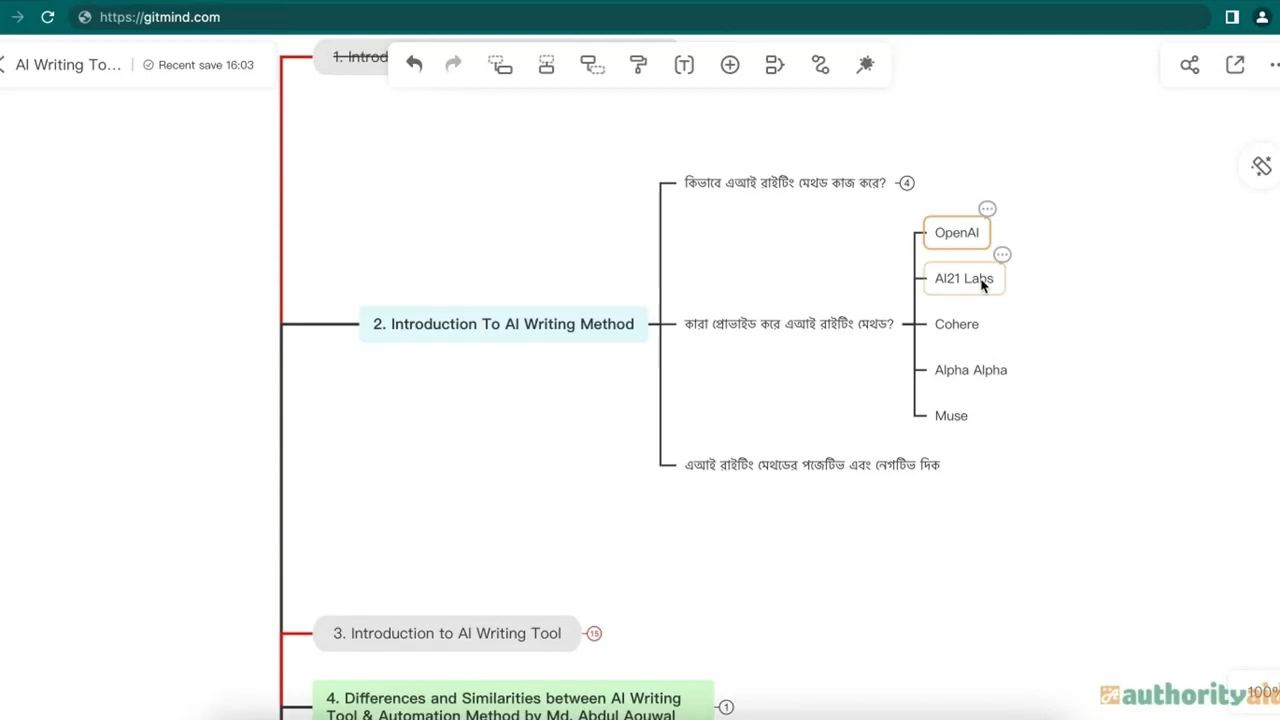 https://gitmind.com
AI Writing To...
Recent save 16:03
1. Introd
কিভাবে এআই রাইটিং মেথড কাজ করে?
4
OpenAI
AI21 Labs
2. Introduction To AI Writing Method
কারা প্রোভাইড করে এআই রাইটিং মেথড?
Cohere
Alpha Alpha
Muse
এআই রাইটিং মেথডের পজেটিভ এবং নেগটিভ দিক
3. Introduction to AI Writing Tool
15
4. Differences and Similarities between AI Writing
Tool & Automation Method by Md. Abdul Aouwal
1
authorityaid
100%